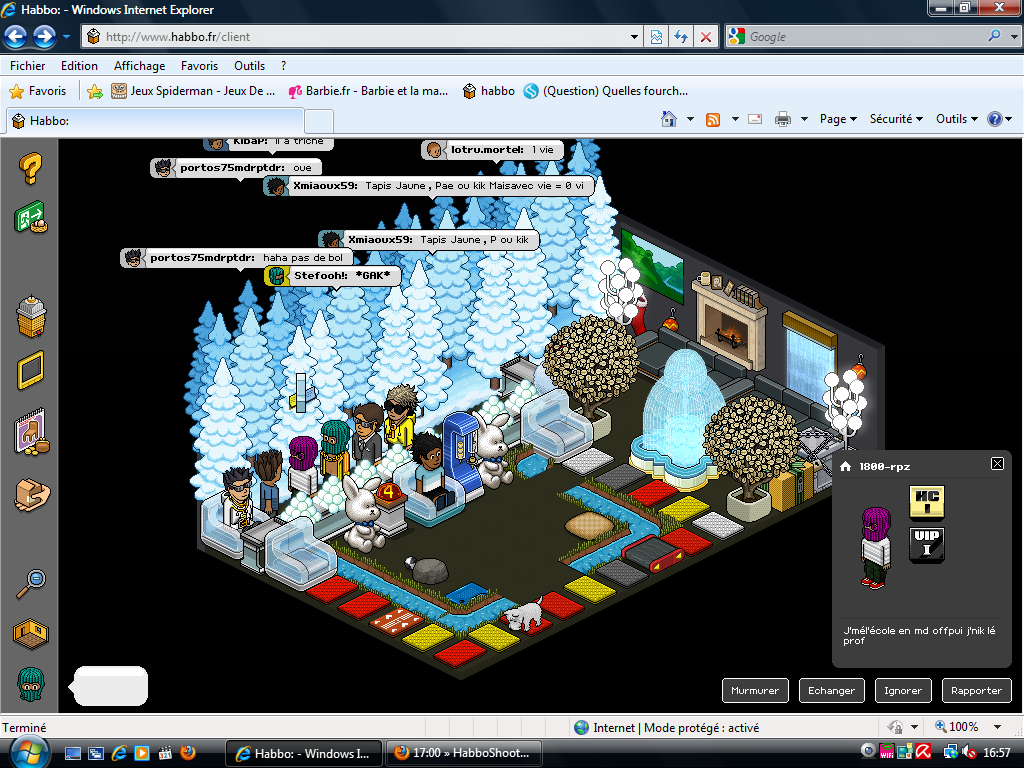 Habbo: - Windows Internet Explorer
http://www.habbo.fr/client
Google
Fichier Edition Affichage Favoris Outils ?
Favoris Jeux Spiderman - Jeux De ... Barbie.fr - Barbie et la ma... habbo (Question) Quelles fourch...
Habbo: Page Sécurité Outils
KibaP: il a triche
lotru.mortel: 1 vie
portos75mdrptdr: oue
Xmiaoux59: Tapis Jaune , Pae ou kik Maisavec vie = 0 vi
Xmiaoux59: Tapis Jaune , P ou kik
portos75mdrptdr: haha pas de bol
Stefooh!: *GAK*
4
1800-rpz
HC
I
VIP
I
J'mél'école en md offpui j'nik lé
prof
Murmurer Echanger Ignorer Rapporter
Terminé Internet | Mode protégé : activé 100%
Habbo: - Windows I... 17:00 » HabboShoot... WiFi 16:57